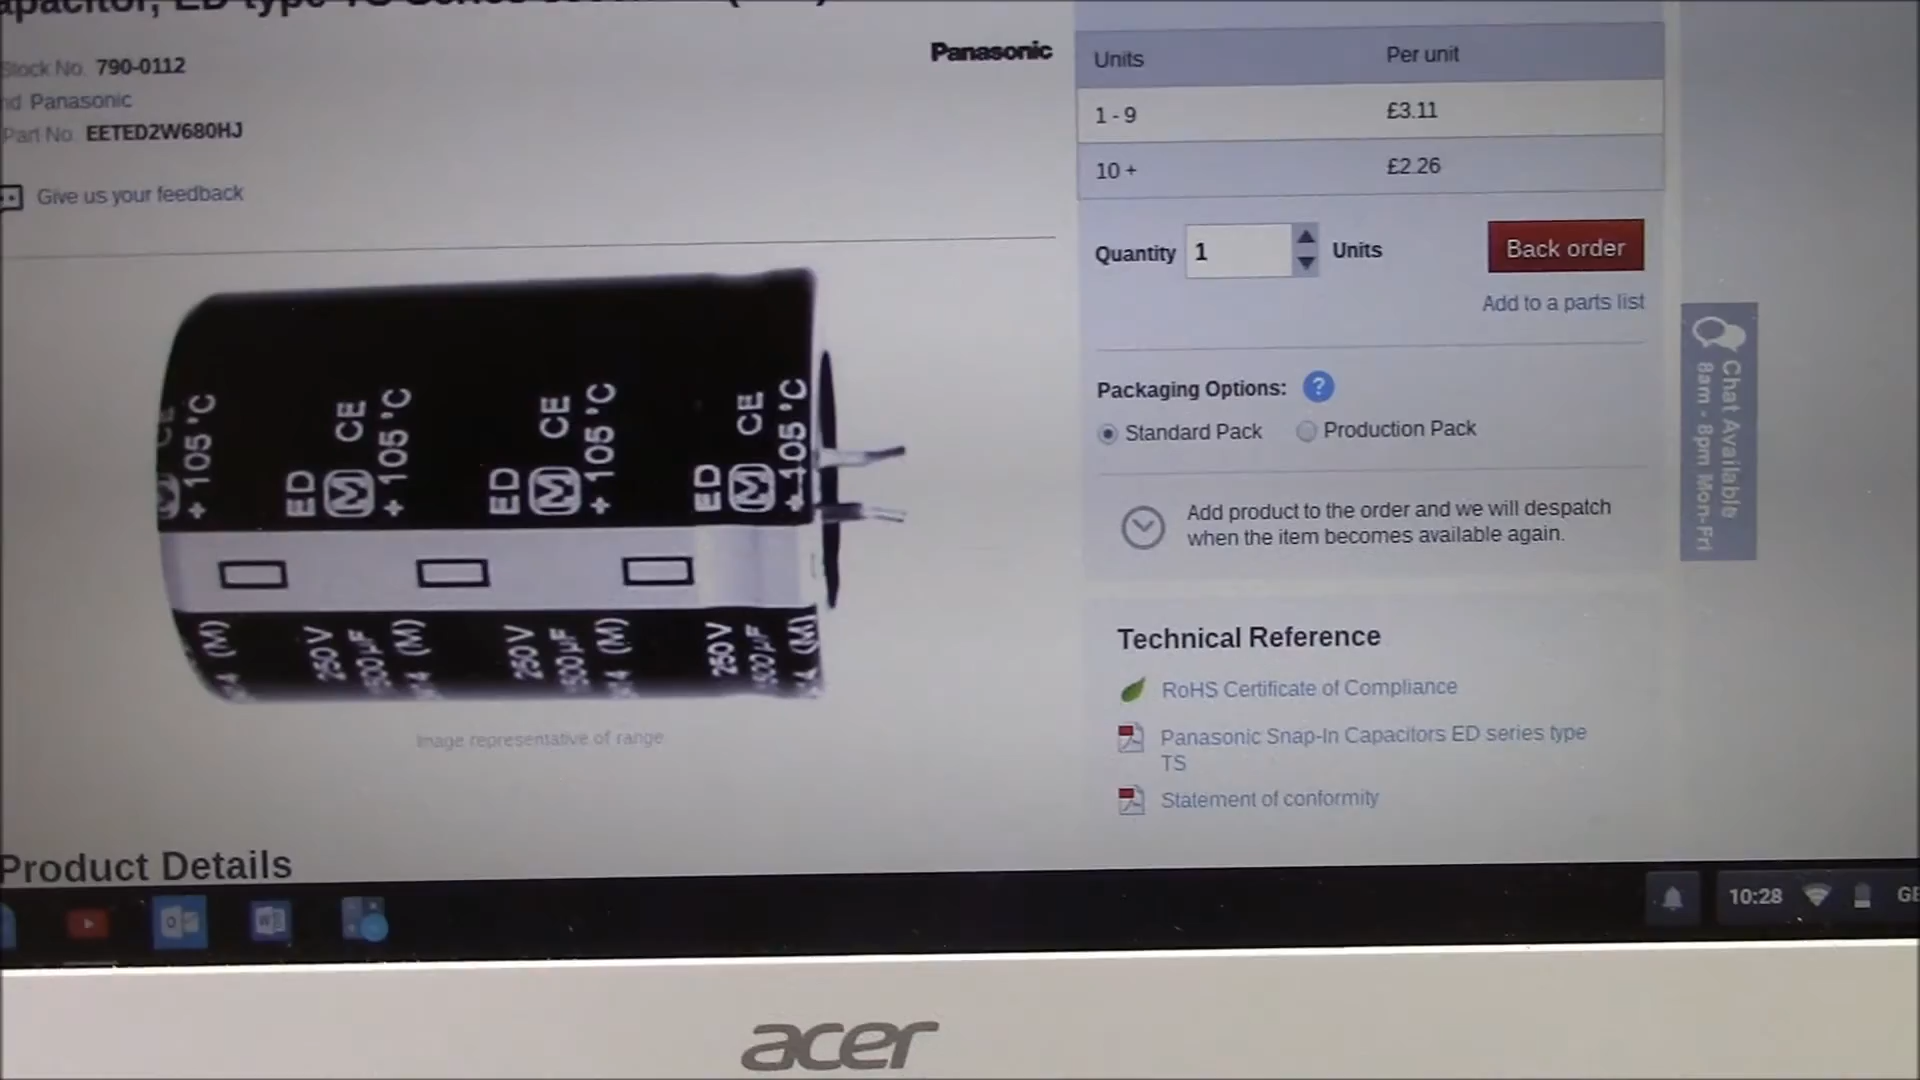 Stock No. 790-0112
Panasonic
Part No. EETED2W680HJ
Give us your feedback
Panasonic
Units Per unit
1 - 9 £3.11
10 + £2.26
Quantity 1 Units Back order
Add to a parts list
Packaging Options: ?
Standard Pack Production Pack
Add product to the order and we will despatch
when the item becomes available again.
Chat Available
8am - 8pm Mon-Fri
CE
+ 105 °C
ED
M CE
+ 105 °C
ED
M CE
+ 105 °C
ED
M CE
+ 105 °C
(M)
250V
500µF
(M)
250V
500µF
(M)
250V
500µF
(M)
Image representative of range
Technical Reference
RoHS Certificate of Compliance
Panasonic Snap-In Capacitors ED series type
TS
Statement of conformity
Product Details
10:28
acer